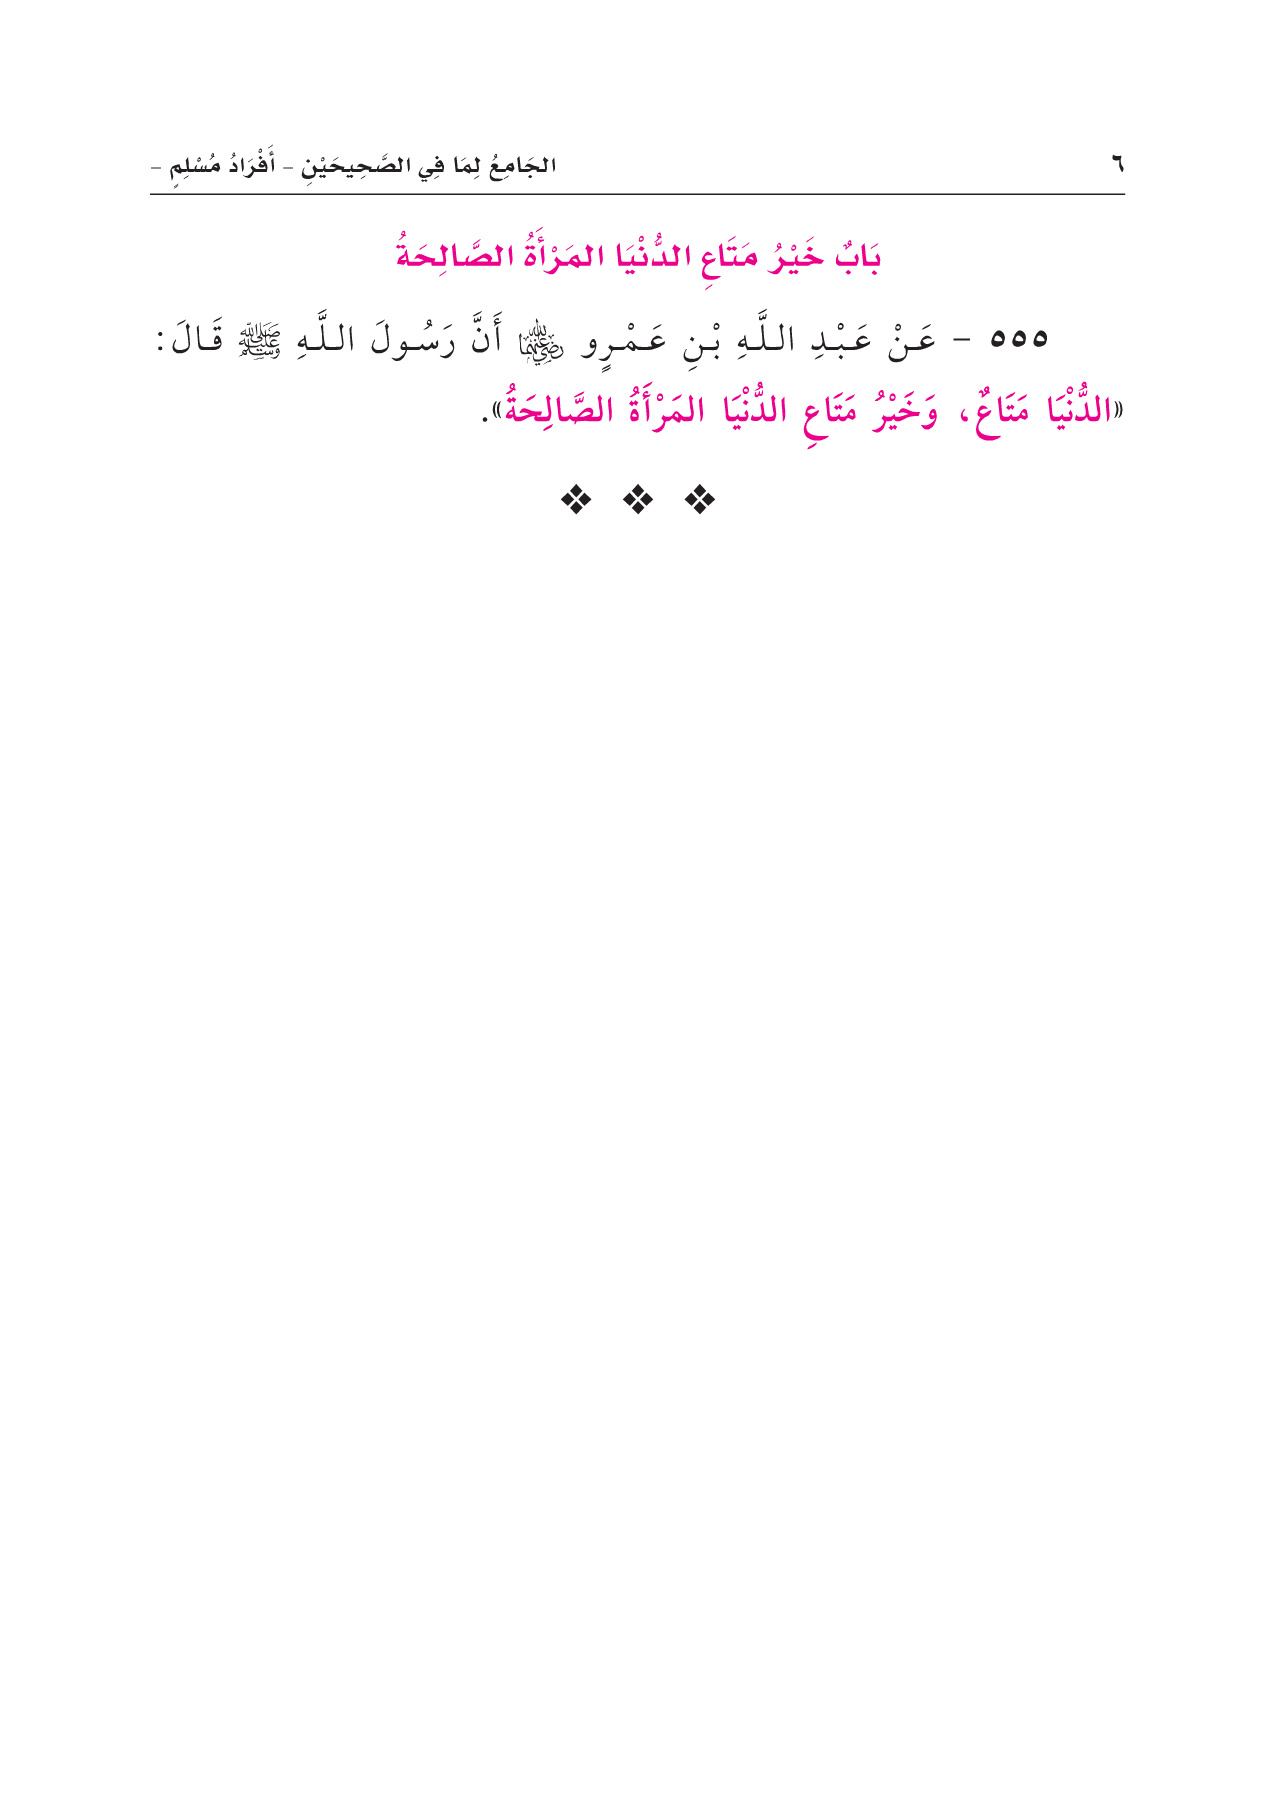 ٦ الجَامِعُ لِمَا فِي الصَّحِيحَيْنِ – أَفْرَادُ مُسْلِمٍ –
بَابٌ خَيْرُ مَتَاعِ الدُّنْيَا المَرْأَةُ الصَّالِحَةُ
٥٥٥ – عَنْ عَبْدِ اللَّهِ بْنِ عَمْرٍو رضي الله عنهما أَنَّ رَسُولَ اللَّهِ ﷺ قَالَ:
«الدُّنْيَا مَتَاعٌ، وَخَيْرُ مَتَاعِ الدُّنْيَا المَرْأَةُ الصَّالِحَةُ».